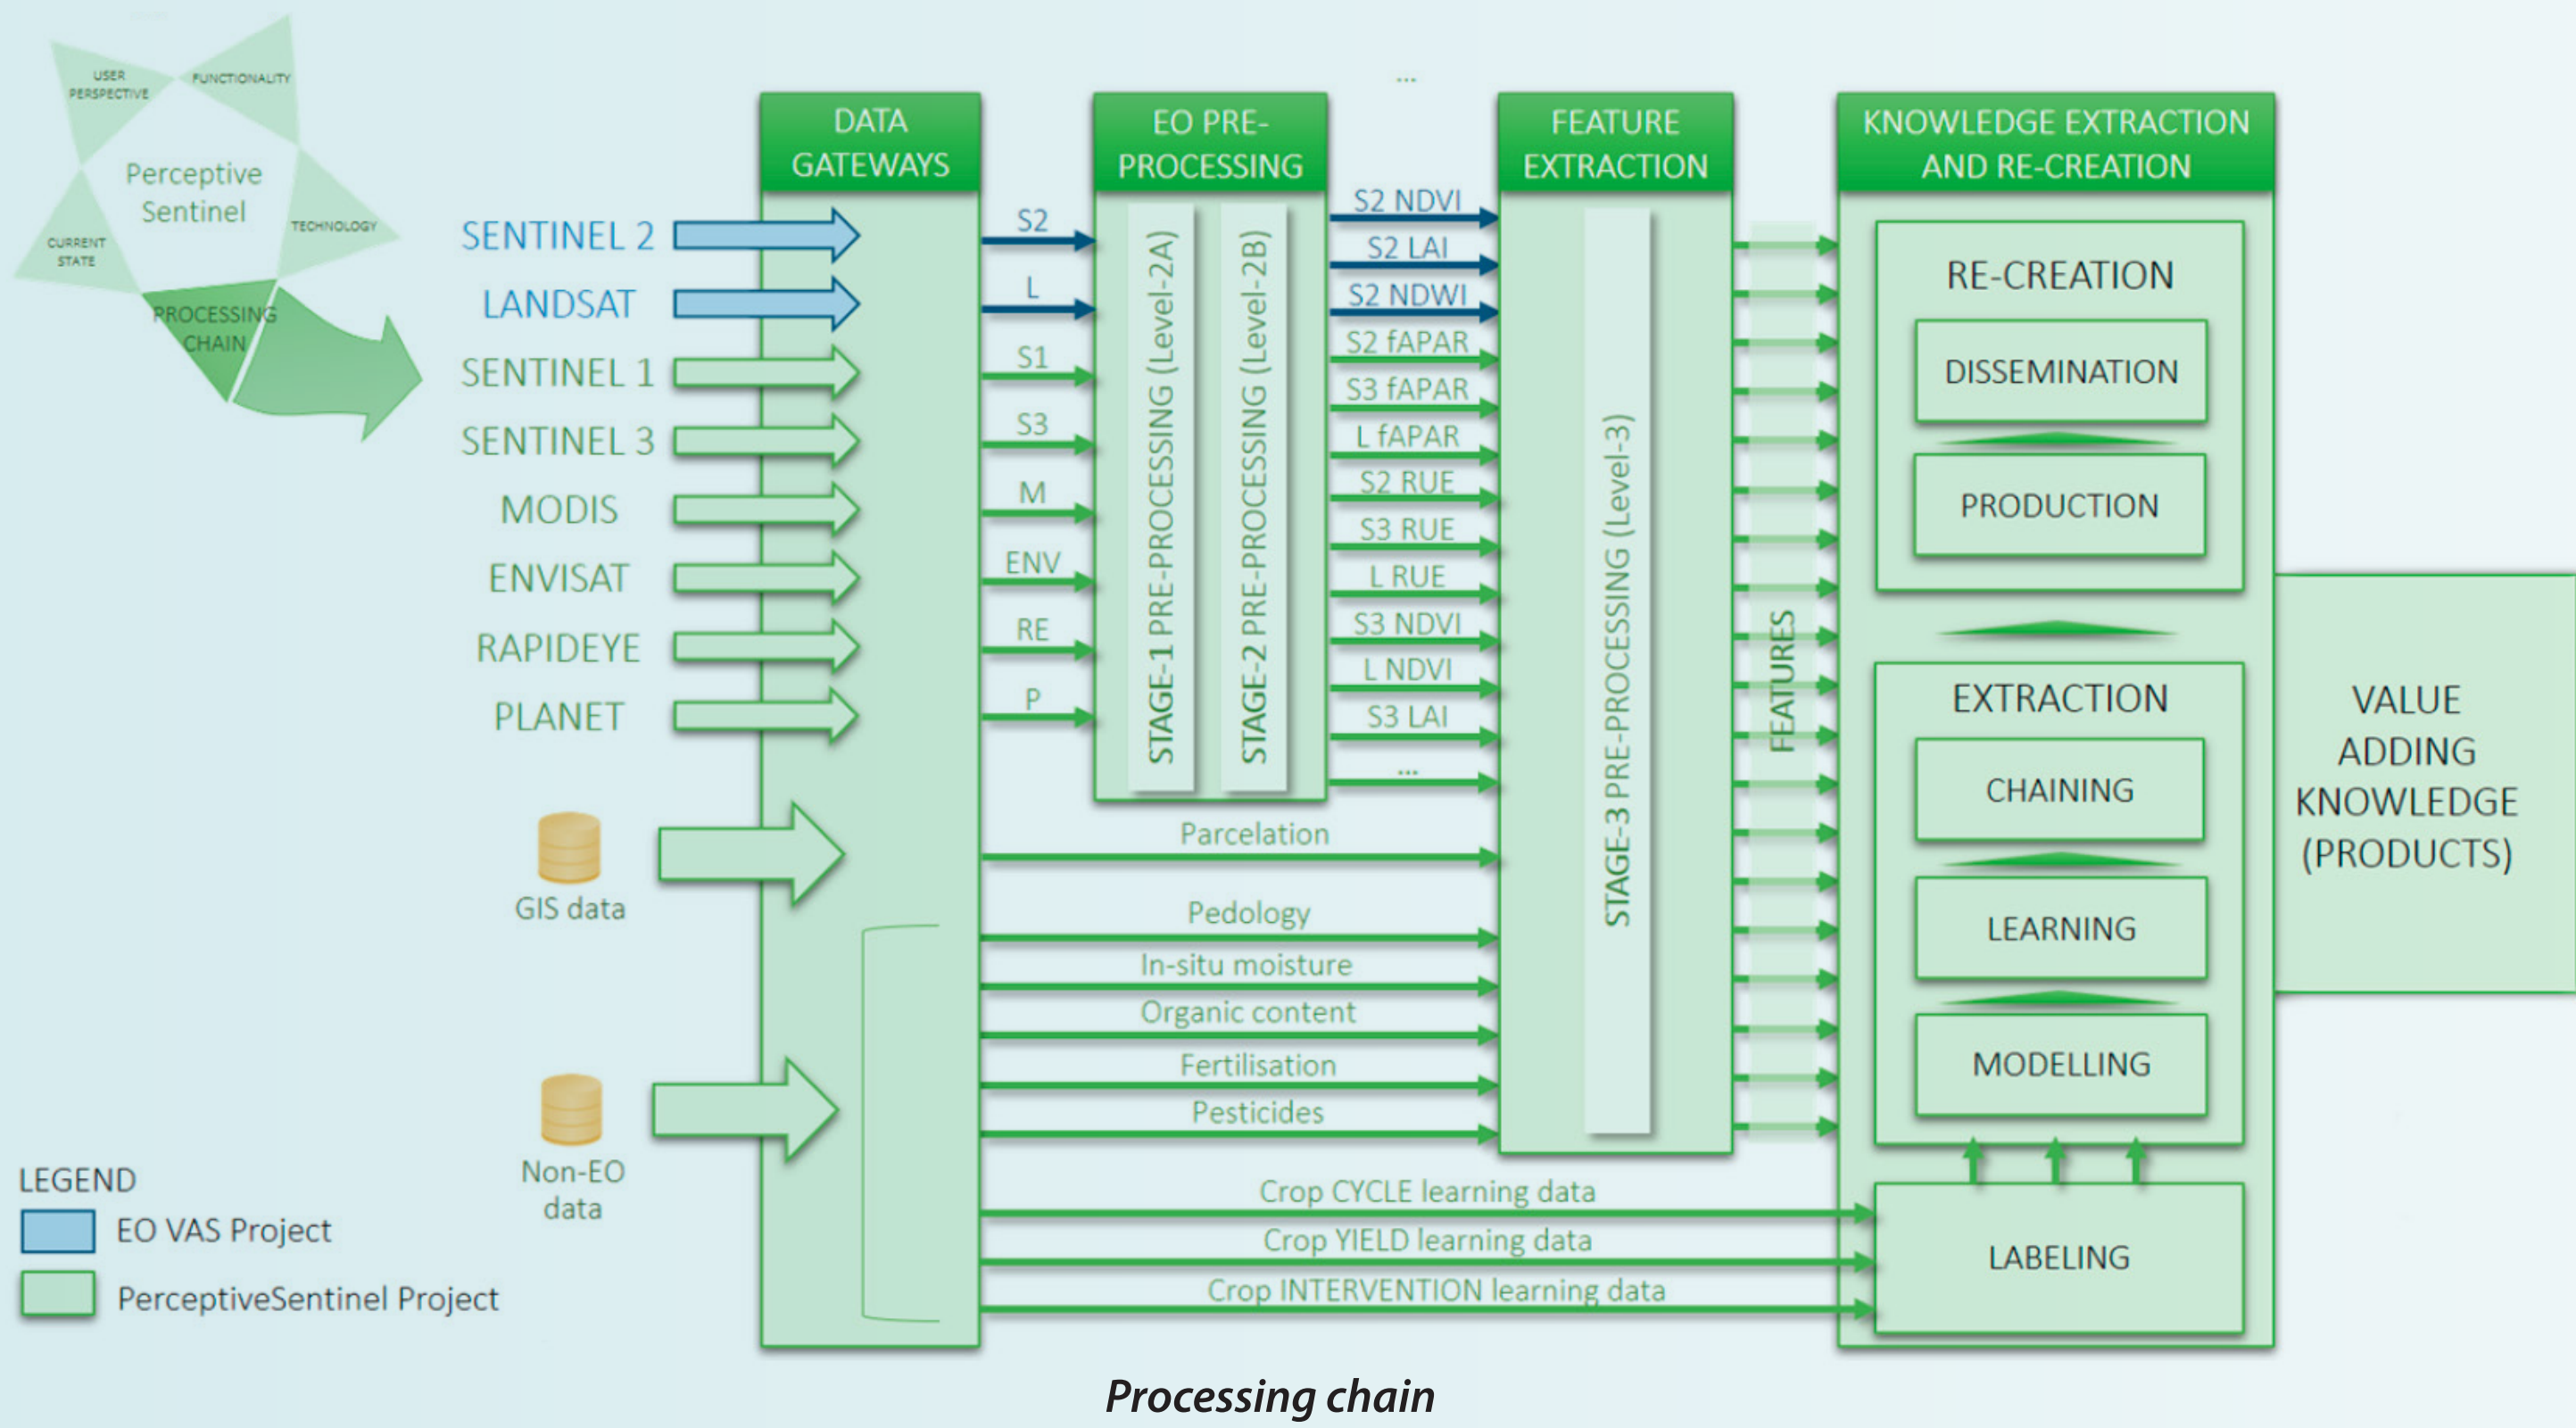 USER
PERSPECTIVE
FUNCTIONALITY
Perceptive
Sentinel
TECHNOLOGY
CURRENT
STATE
PROCESSING
CHAIN
SENTINEL 2
LANDSAT
SENTINEL 1
SENTINEL 3
MODIS
ENVISAT
RAPIDEYE
PLANET
GIS data
Non-EO
data
LEGEND
EO VAS Project
PerceptiveSentinel Project
DATA
GATEWAYS
S2
L
S1
S3
M
ENV
RE
P
EO PRE-
PROCESSING
STAGE-1 PRE-PROCESSING (Level-2A)
STAGE-2 PRE-PROCESSING (Level-2B)
...
S2 NDVI
S2 LAI
S2 NDWI
S2 fAPAR
S3 fAPAR
L fAPAR
S2 RUE
S3 RUE
L RUE
S3 NDVI
L NDVI
S3 LAI
...
Parcelation
Pedology
In-situ moisture
Organic content
Fertilisation
Pesticides
Crop CYCLE learning data
Crop YIELD learning data
Crop INTERVENTION learning data
FEATURE
EXTRACTION
STAGE-3 PRE-PROCESSING (Level-3)
FEATURES
KNOWLEDGE EXTRACTION
AND RE-CREATION
RE-CREATION
DISSEMINATION
PRODUCTION
EXTRACTION
CHAINING
LEARNING
MODELLING
LABELING
VALUE
ADDING
KNOWLEDGE
(PRODUCTS)
Processing chain